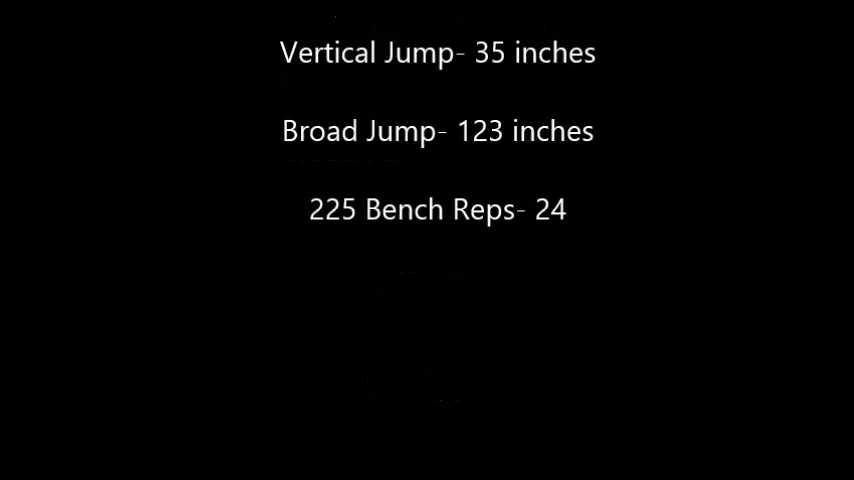 Vertical Jump- 35 inches
Broad Jump- 123 inches
225 Bench Reps- 24